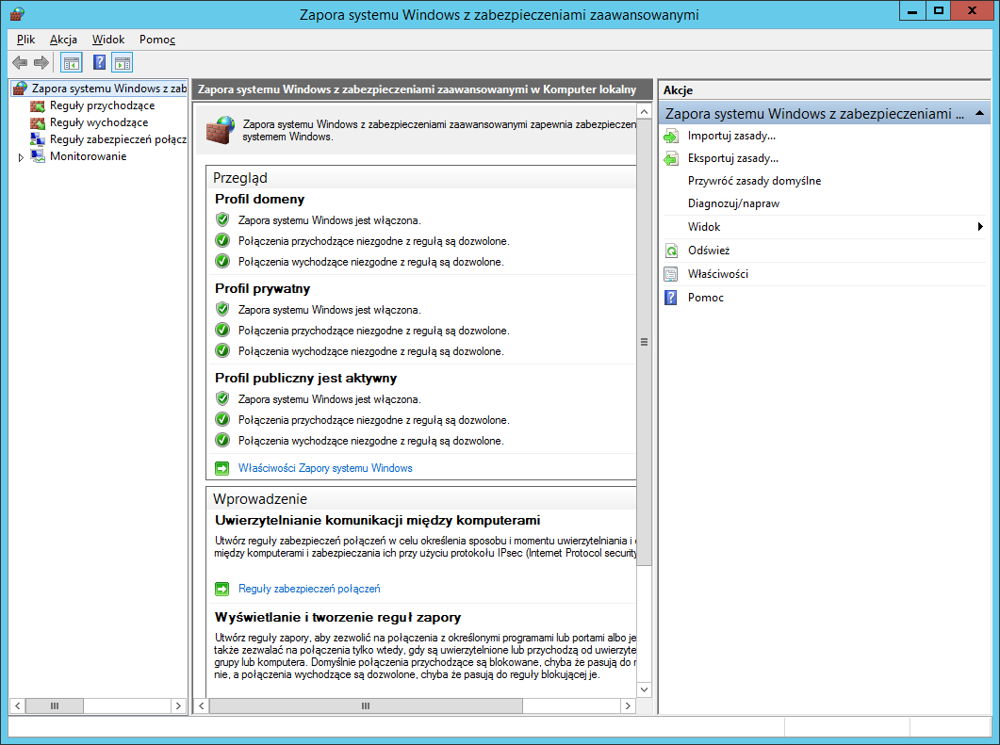 Zapora systemu Windows z zabezpieczeniami zaawansowanymi
Plik Akcja Widok Pomoc
Zapora systemu Windows z zab
Reguły przychodzące
Reguły wychodzące
Reguły zabezpieczeń połącz
Monitorowanie
Zapora systemu Windows z zabezpieczeniami zaawansowanymi w Komputer lokalny
Zapora systemu Windows z zabezpieczeniami zaawansowanymi zapewnia zabezpieczen
systemem Windows.
Przegląd
Profil domeny
Zapora systemu Windows jest włączona.
Połączenia przychodzące niezgodne z regułą są dozwolone.
Połączenia wychodzące niezgodne z regułą są dozwolone.
Profil prywatny
Zapora systemu Windows jest włączona.
Połączenia przychodzące niezgodne z regułą są dozwolone.
Połączenia wychodzące niezgodne z regułą są dozwolone.
Profil publiczny jest aktywny
Zapora systemu Windows jest włączona.
Połączenia przychodzące niezgodne z regułą są dozwolone.
Połączenia wychodzące niezgodne z regułą są dozwolone.
Właściwości Zapory systemu Windows
Wprowadzenie
Uwierzytelnianie komunikacji między komputerami
Utwórz reguły zabezpieczeń połączeń w celu określenia sposobu i momentu uwierzytelniania i
między komputerami i zabezpieczania ich przy użyciu protokołu IPsec (Internet Protocol security
Reguły zabezpieczeń połączeń
Wyświetlanie i tworzenie reguł zapory
Utwórz reguły zapory, aby zezwolić na połączenia z określonymi programami lub portami albo je
także zezwalać na połączenia tylko wtedy, gdy są uwierzytelnione lub przychodzą od uwierzyte
grupy lub komputera. Domyślnie połączenia przychodzące są blokowane, chyba że pasują do r
nie, a połączenia wychodzące są dozwolone, chyba że pasują do reguły blokującej je.
Akcje
Zapora systemu Windows z zabezpieczeniami ...
Importuj zasady...
Eksportuj zasady...
Przywróć zasady domyślne
Diagnozuj/napraw
Widok
Odśwież
Właściwości
Pomoc